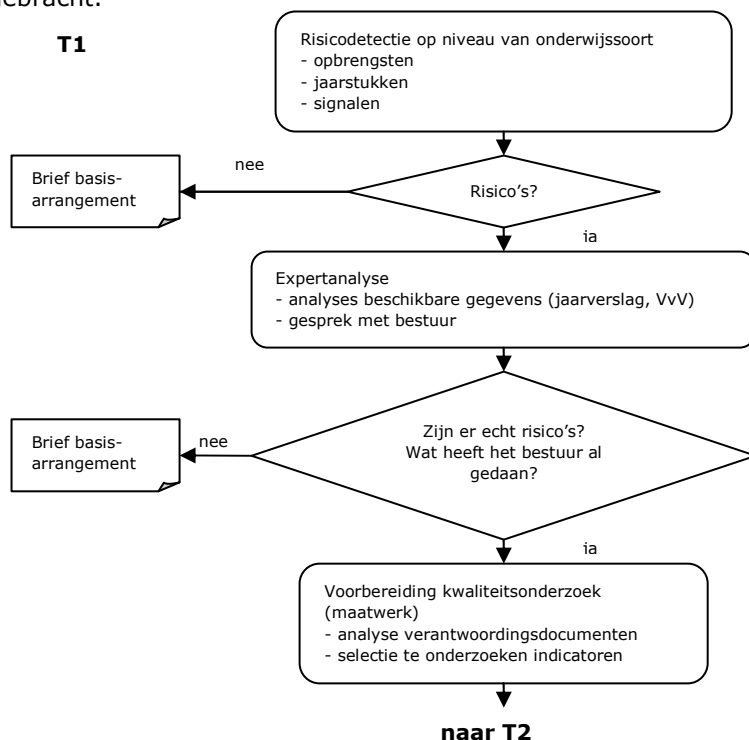 T1
Risicodetectie op niveau van onderwijssoort
- opbrengsten
- jaarstukken
- signalen
nee
Brief basis-
arrangement
Risico's?
ja
Expertanalyse
- analyses beschikbare gegevens (jaarverslag, VvV)
- gesprek met bestuur
Zijn er echt risico's?
Wat heeft het bestuur al
gedaan?
nee
Brief basis-
arrangement
ja
Voorbereiding kwaliteitsonderzoek
(maatwerk)
- analyse verantwoordingsdocumenten
- selectie te onderzoeken indicatoren
naar T2